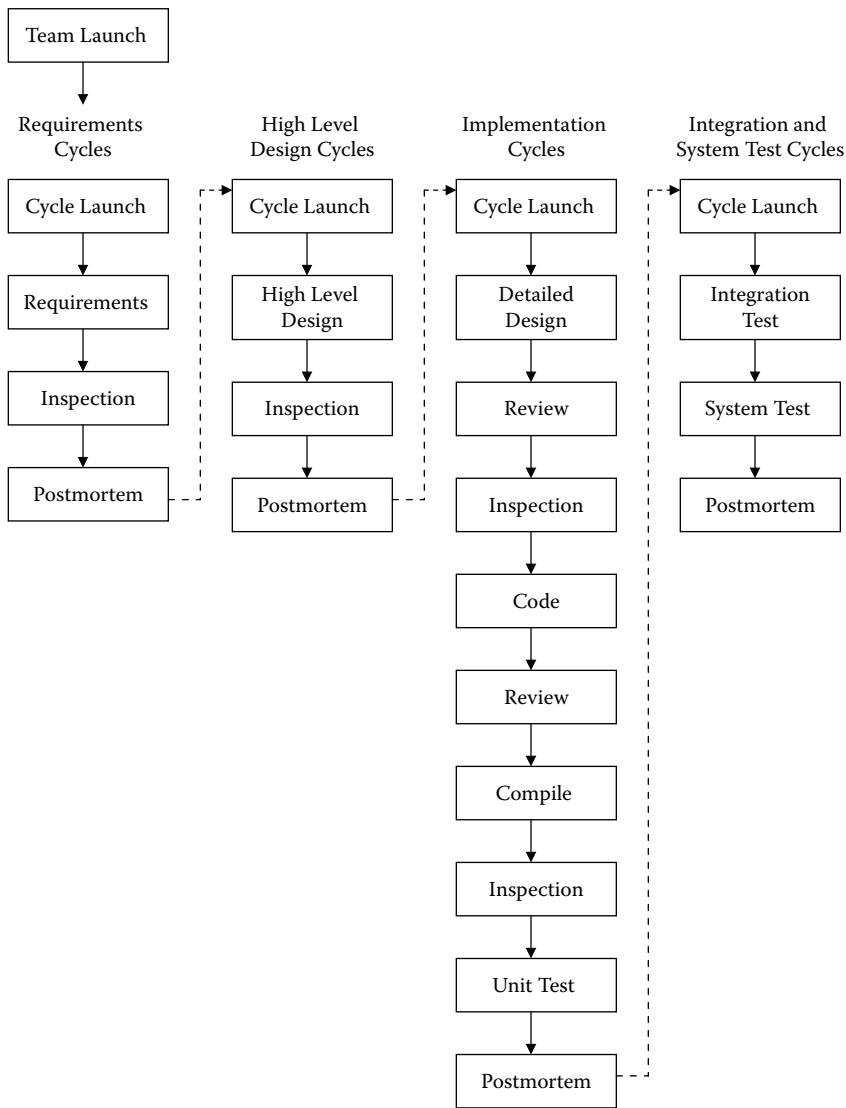 Team Launch
Requirements
Cycles
Cycle Launch
Requirements
Inspection
Postmortem
High Level
Design Cycles
Cycle Launch
High Level
Design
Inspection
Postmortem
Implementation
Cycles
Cycle Launch
Detailed
Design
Review
Inspection
Code
Review
Compile
Inspection
Unit Test
Postmortem
Integration and
System Test Cycles
Cycle Launch
Integration
Test
System Test
Postmortem